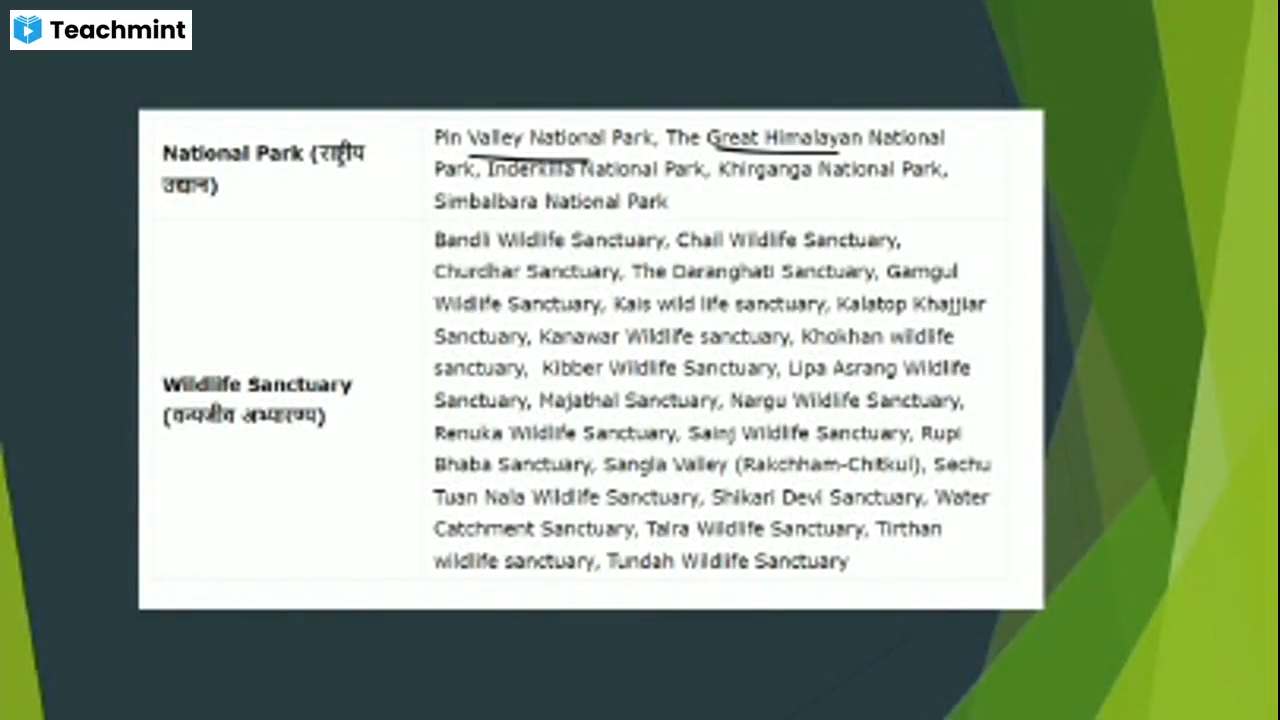 Teachmint
National Park (राष्ट्रीय
उद्यान)
Pin Valley National Park, The Great Himalayan National
Park, Inderkilla National Park, Khirganga National Park,
Simbalbara National Park
Wildlife Sanctuary
(वन्यजीव अभ्यारण्य)
Bandli Wildlife Sanctuary, Chail Wildlife Sanctuary,
Churdhar Sanctuary, The Daranghati Sanctuary, Gamgul
Wildlife Sanctuary, Kais wild life sanctuary, Kalatop Khajjiar
Sanctuary, Kanawar Wildlife sanctuary, Khokhan wildlife
sanctuary, Kibber Wildlife Sanctuary, Lipa Asrang Wildlife
Sanctuary, Majathal Sanctuary, Nargu Wildlife Sanctuary,
Renuka Wildlife Sanctuary, Sainj Wildlife Sanctuary, Rupi
Bhaba Sanctuary, Sangla Valley (Rakchham-Chitkul), Sechu
Tuan Nala Wildlife Sanctuary, Shikari Devi Sanctuary, Water
Catchment Sanctuary, Talra Wildlife Sanctuary, Tirthan
wildlife sanctuary, Tundah Wildlife Sanctuary